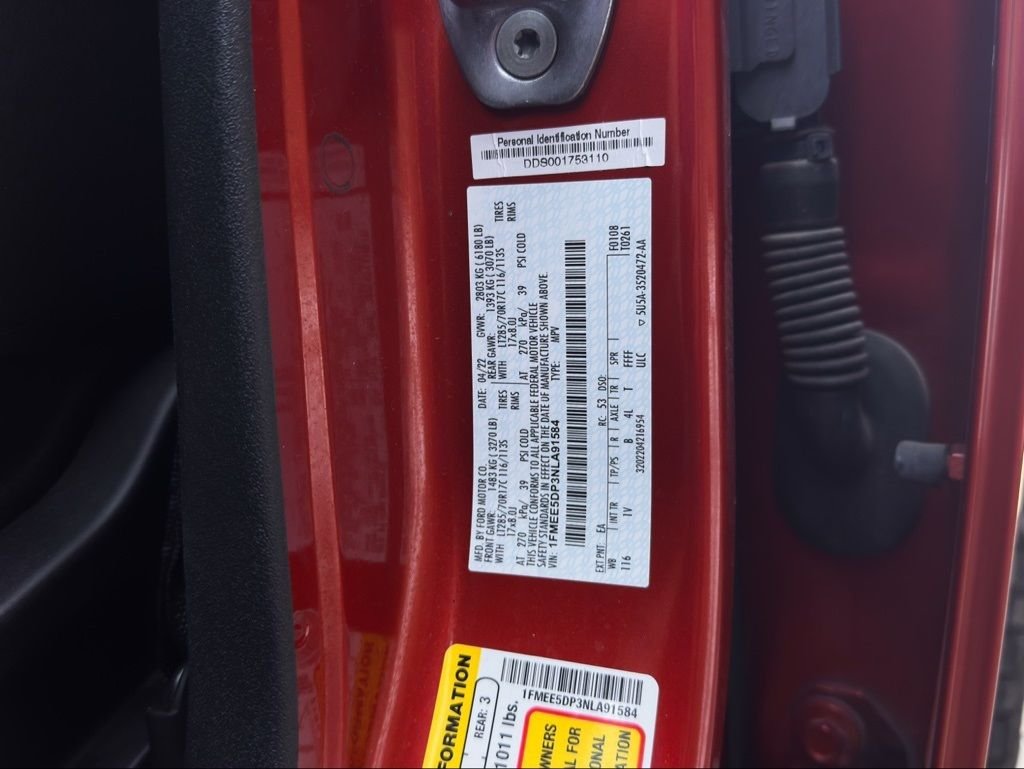 Personal Identification Number
DDS001753110
MFD. BY FORD MOTOR CO. DATE: 04/22 GVWR: 2803 KG ( 6180 LB)
FRONT GAWR: 1483 KG ( 3270 LB) REAR GAWR: 1393 KG ( 3070 LB)
WITH LT285/70R17C 116/113S TIRES WITH LT285/70R17C 116/113S TIRES
17x8.0J RIMS 17x8.0J RIMS
AT 270 kPa/ 39 PSI COLD AT 270 kPa/ 39 PSI COLD
THIS VEHICLE CONFORMS TO ALL APPLICABLE FEDERAL MOTOR VEHICLE
SAFETY STANDARDS IN EFFECT ON THE DATE OF MANUFACTURE SHOWN ABOVE.
VIN: 1FMEE5DP3NLA91584 TYPE: MPV
EXT PNT: EA RC: 53 DSO: F0108
WB INT TR TP/PS R AXLE TR SPR T0261
116 1V B 4L T FFFF
3202204216954 ULC ▽ 5U5A-3520472-AA
ORMATION
REAR: 3
1011 lbs.
1FMEE5DP3NLA91584
WNERS
AL FOR
ONAL
ATION